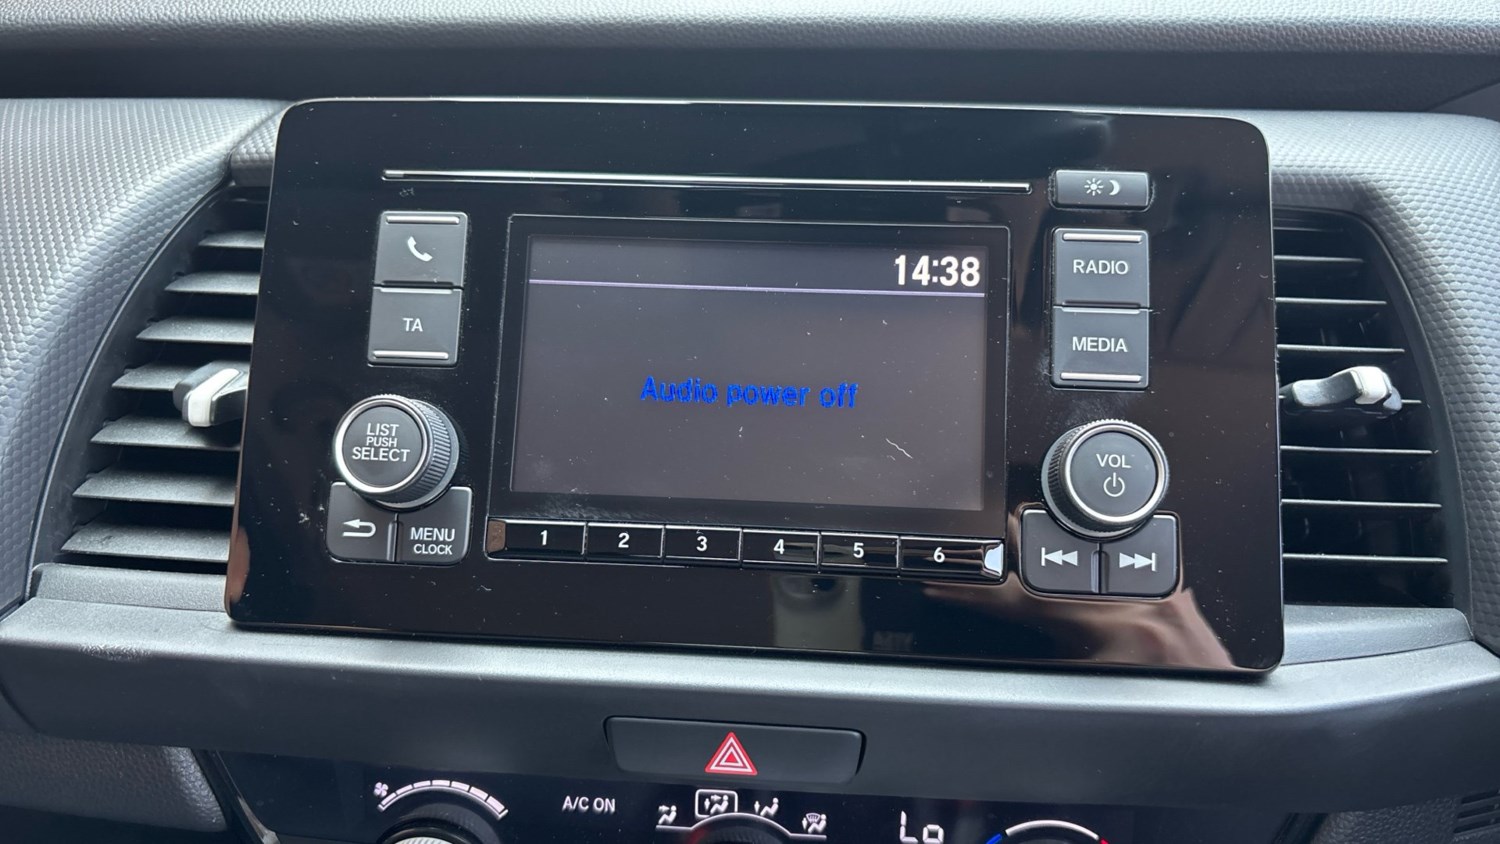 14:38
RADIO
TA
MEDIA
Audio power off
LIST
PUSH
SELECT
VOL
MENU
CLOCK
1 2 3 4 5 6
A/C ON
Lo